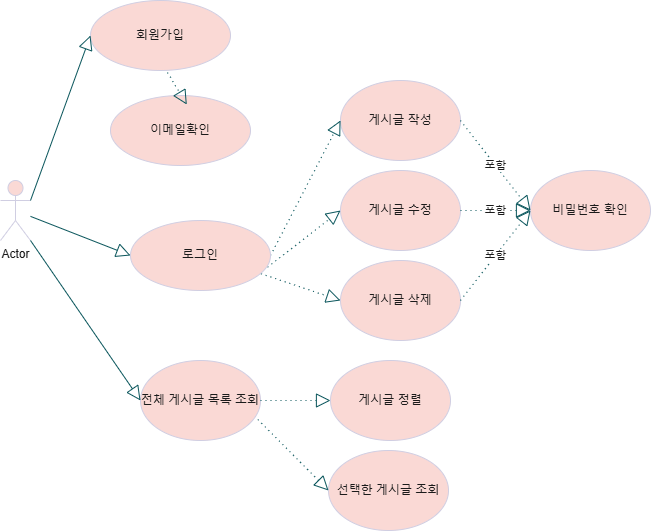 회원가입
이메일확인
게시글 작성
포함
게시글 수정
포함
비밀번호 확인
Actor
로그인
포함
게시글 삭제
전체 게시글 목록 조회
게시글 정렬
선택한 게시글 조회